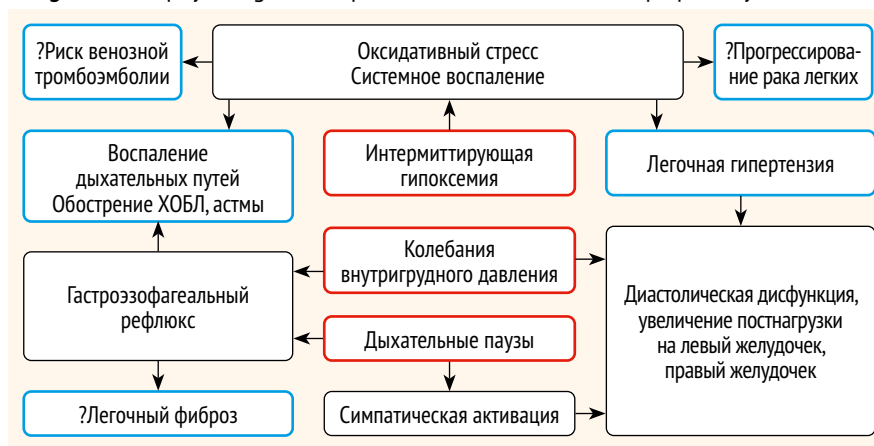 ?Риск венозной
тромбоэмболии
Оксидативный стресс
Системное воспаление
?Прогрессирова-
ние рака легких
Воспаление
дыхательных путей
Обострение ХОБЛ, астмы
Интермиттирующая
гипоксемия
Легочная гипертензия
Гастроэзофагеальный
рефлюкс
Колебания
внутригрудного давления
Диастолическая дисфункция,
увеличение постнагрузки
на левый желудочек,
правый желудочек
Дыхательные паузы
?Легочный фиброз
Симпатическая активация